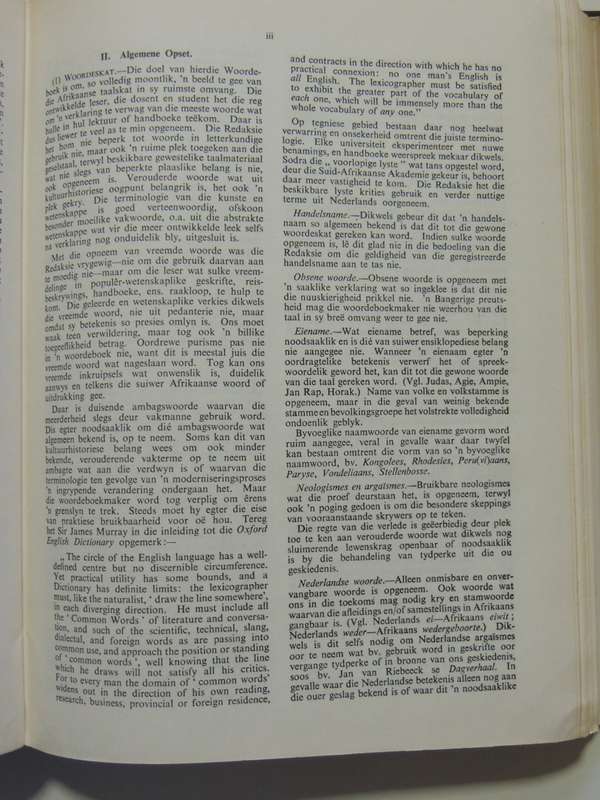 iii
II. Algemene Opset.
(I) WOORDESKAT.—Die doel van hierdie Woorde-
boek is om, so volledig moontlik, 'n beeld te gee van
die Afrikaanse taalskat in sy ruimste omvang. Die
ontwikkelde leser, die dosent en student het die reg
om 'n verklaring te verwag van die meeste woorde wat
hulle in hul lektuur of handboeke teëkom. Daar is
dus liewer te veel as te min opgeneem. Die Redaksie
het hom nie beperk tot woorde in letterkundige
gebruik nie, maar ook 'n ruime plek toegeken aan die
geselstaal, terwyl beskikbare gewestelike taalmateriaal
wat nie slegs van beperkte plaaslike belang is nie,
ook opgeneem is. Verouderde woorde wat uit
kultuurhistoriese oogpunt belangrik is, het ook 'n
plek gekry. Die terminologie van die kunste en
wetenskappe is goed verteenwoordig, ofskoon
besonder moeilike vakwoorde, o.a. uit die abstrakte
wetenskappe wat vir die meer ontwikkelde leek selfs
na verklaring nog onduidelik bly, uitgesluit is.
Met die opneem van vreemde woorde was die
Redaksie vrygewig—nie om die gebruik daarvan aan
te moedig nie—maar om die leser wat sulke vreem-
delinge in populêr-wetenskaplike geskrifte, reis-
beskrywings, handboeke, ens. raakloop, te hulp te
kom. Die geleerde en wetenskaplike verkies dikwels
die vreemde woord, nie uit pedanterie nie, maar
omdat sy betekenis so presies omlyn is. Ons moet
waak teen verwildering, maar tog ook 'n billike
toegeeflikheid betrag. Oordrewe purisme pas nie
in 'n woordeboek nie, want dit is meestal juis die
vreemde woord wat nageslaan word. Tog kan ons
vreemde inkruipsels wat onwenslik is, duidelik
aanwys en telkens die suiwer Afrikaanse woord of
uitdrukking gee.
Daar is duisende ambagswoorde waarvan die
meerderheid slegs deur vakmanne gebruik word.
Dis egter noodsaaklik om dié ambagswoorde wat
algemeen bekend is, op te neem. Soms kan dit van
kultuurhistoriese belang wees om ook minder
bekende, verouderende vakterme op te neem uit
ambagte wat aan die verdwyn is of waarvan die
terminologie ten gevolge van 'n moderniseringsproses
'n ingrypende verandering ondergaan het. Maar
die woordeboekmaker word tog verplig om êrens
'n grenslyn te trek. Steeds moet hy egter die eise
van praktiese bruikbaarheid voor oë hou. Tereg
het Sir James Murray in die inleiding tot die Oxford
English Dictionary opgemerk:—
„The circle of the English language has a well-
defined centre but no discernible circumference.
Yet practical utility has some bounds, and a
Dictionary has definite limits: the lexicographer
must, like the naturalist, ' draw the line somewhere',
in each diverging direction. He must include all
the ' Common Words ' of literature and conversa-
tion, and such of the scientific, technical, slang,
dialectal, and foreign words as are passing into
common use, and approach the position or standing
of ' common words ', well knowing that the line
which he draws will not satisfy all his critics.
For to every man the domain of ' common words'
widens out in the direction of his own reading,
research, business, provincial or foreign residence,
and contracts in the direction with which he has no
practical connexion: no one man's English is
all English. The lexicographer must be satisfied
to exhibit the greater part of the vocabulary of
each one, which will be immensely more than the
whole vocabulary of any one."
Op tegniese gebied bestaan daar nog heelwat
verwarring en onsekerheid omtrent die juiste termino-
logie. Elke universiteit eksperimenteer met nuwe
benamings, en handboeke weerspreek mekaar dikwels.
Sodra die „ voorlopige lyste " wat tans opgestel word,
deur die Suid-Afrikaanse Akademie gekeur is, behoort
daar meer vastigheid te kom. Die Redaksie het die
beskikbare lyste krities gebruik en verder nuttige
terme uit Nederlands oorgeneem.
Handelsname.—Dikwels gebeur dit dat 'n handels-
naam so algemeen bekend is dat dit tot die gewone
woordeskat gereken kan word. Indien sulke woorde
opgeneem is, lê dit glad nie in die bedoeling van die
Redaksie om die geldigheid van die geregistreerde
handelsnaam aan te tas nie.
Obsene woorde.—Obsene woorde is opgeneem met
'n saaklike verklaring wat so ingeklee is dat dit nie
die nuuskierigheid prikkel nie. 'n Bangerige preuts-
heid mag die woordeboekmaker nie weerhou van die
taal in sy breë omvang weer te gee nie.
Eiename.—Wat eiename betref, was beperking
noodsaaklik en is dié van suiwer ensiklopediese belang
nie aangegee nie. Wanneer 'n eienaam egter 'n
oordragtelike betekenis verwerf het of spreek-
woordelik geword het, kan dit tot die gewone woorde
van die taal gereken word. (Vgl. Judas, Agie, Ampie,
Jan Rap, Horak.) Name van volke en volkstamme is
opgeneem, maar in die geval van weinig bekende
stamme en bevolkingsgroepe het volstrekte volledigheid
ondoenlik geblyk.
Byvoeglike naamwoorde van eiename gevorm word
ruim aangegee, veral in gevalle waar daar twyfel
kan bestaan omtrent die vorm van so 'n byvoeglike
naamwoord, bv. Kongolees, Rhodesies, Peru(vi)aans,
Paryse, Vondeliaans, Stellenbosse.
Neologismes en argaïsmes.—Bruikbare neologismes
wat die proef deurstaan het, is opgeneem, terwyl
ook 'n poging gedoen is om die besondere skeppings
van vooraanstaande skrywers op te teken.
Die regte van die verlede is geëerbiedig deur plek
toe te ken aan verouderde woorde wat dikwels nog
sluimerende lewenskrag openbaar of noodsaaklik
is by die behandeling van tydperke uit die ou
geskiedenis.
Nederlandse woorde.—Alleen onmisbare en onver-
vangbare woorde is opgeneem. Ook woorde wat
ons in die toekoms mag nodig kry en stamwoorde
waarvan die afleidings en/of samestellings in Afrikaans
gangbaar is. (Vgl. Nederlands ei—Afrikaans eiwit ;
Nederlands weder—Afrikaans wedergeboorte.) Dik-
wels is dit selfs nodig om Nederlandse argaïsmes
oor te neem wat bv. gebruik word in geskrifte oor
vergange tydperke of in bronne van ons geskiedenis,
soos bv. Jan van Riebeeck se Dagverhaal. In
gevalle waar die Nederlandse betekenis alleen nog aan
die ouer geslag bekend is of waar dit 'n noodsaaklike